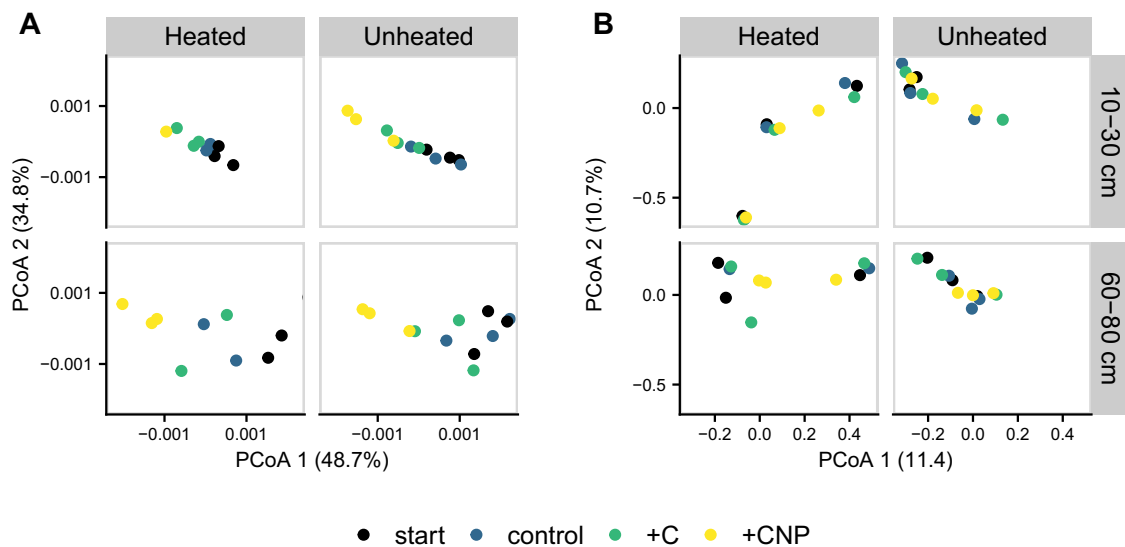 A
B
Heated
Unheated
Heated
Unheated
0.001
−0.001
0.001
−0.001
PCoA 2 (34.8%)
0.0
−0.5
0.0
−0.5
PCoA 2 (10.7%)
10−30 cm
60−80 cm
−0.001
0.001
−0.001
0.001
PCoA 1 (48.7%)
−0.2
0.0
0.2
0.4
−0.2
0.0
0.2
0.4
PCoA 1 (11.4)
start
control
+C
+CNP